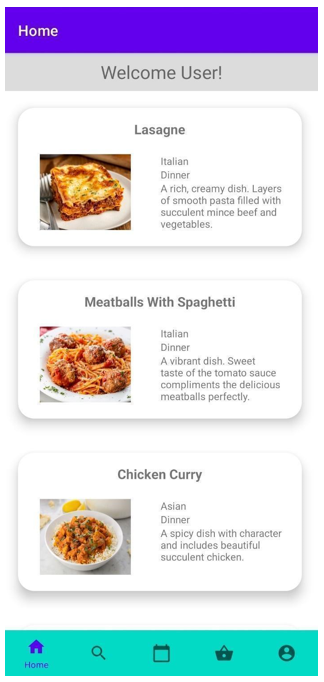 Home
Welcome User!
Lasagne
Italian
Dinner
A rich, creamy dish. Layers
of smooth pasta filled with
succulent mince beef and
vegetables.
Meatballs With Spaghetti
Italian
Dinner
A vibrant dish. Sweet
taste of the tomato sauce
compliments the delicious
meatballs perfectly.
Chicken Curry
Asian
Dinner
A spicy dish with character
and includes beautiful
succulent chicken.
Home